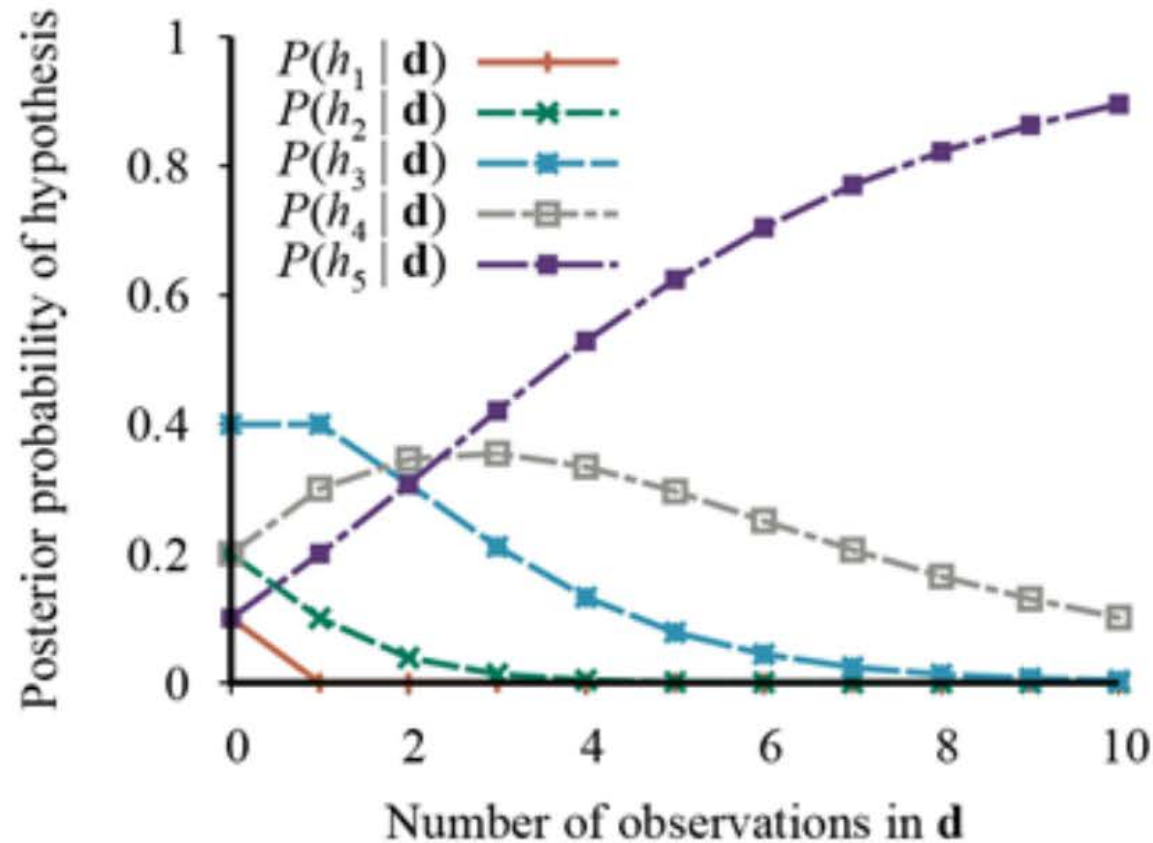 Posterior probability of hypothesis
1
0.8
0.6
0.4
0.2
0
P(h₁ | d)
P(h₂ | d)
P(h₃ | d)
P(h₄ | d)
P(h₅ | d)
0 2 4 6 8 10
Number of observations in d